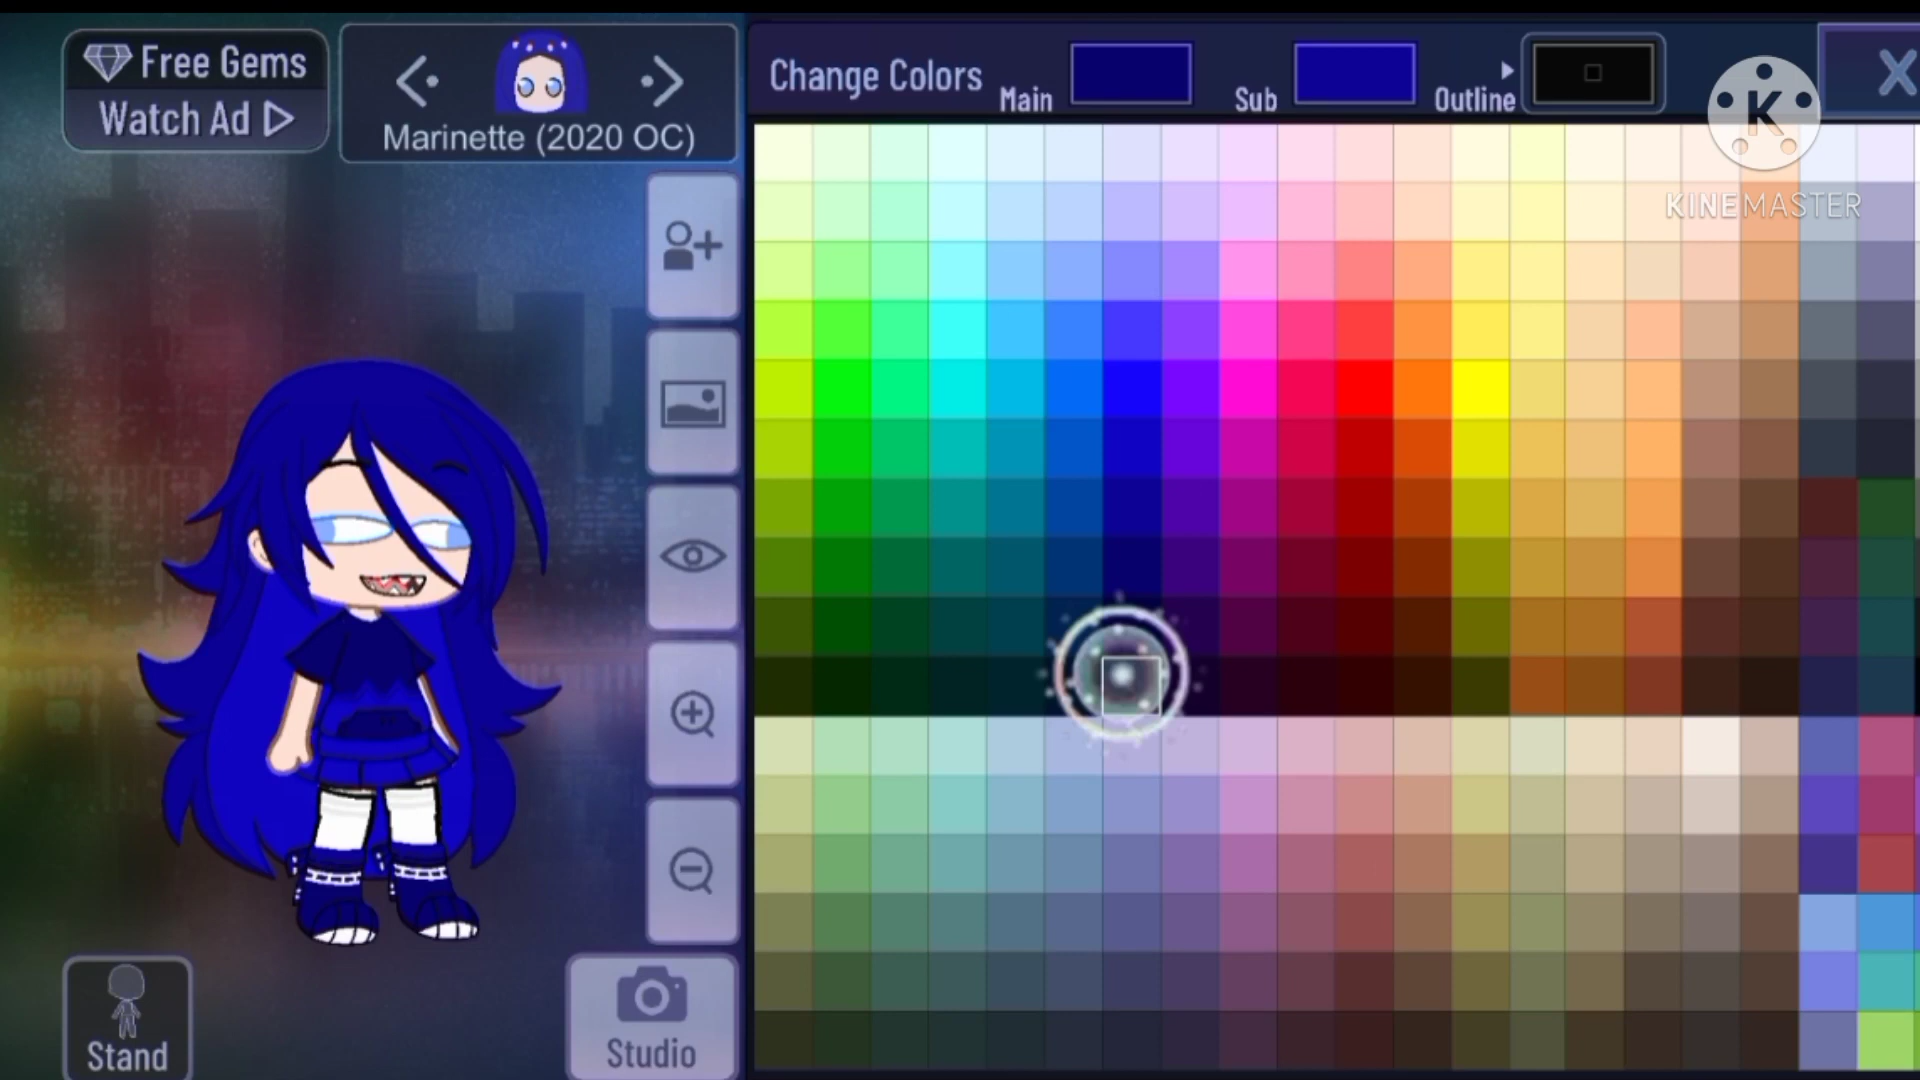 Free Gems
Watch Ad
Marinette (2020 OC)
Change Colors
Main
Sub
Outline
X
K
KINEMASTER
Stand
Studio